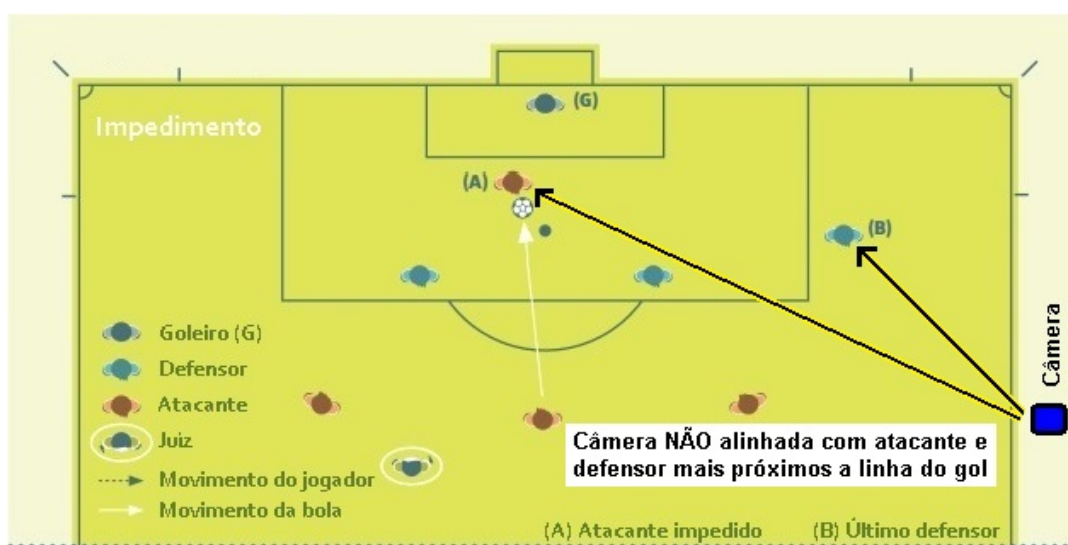 (G)
Impedimento
(A)
(B)
Câmera
Goleiro (G)
Defensor
Atacante
Juiz
Câmera NÃO alinhada com atacante e
defensor mais próximos a linha do gol
Movimento do jogador
Movimento da bola
(A) Atacante impedido (B) Último defensor